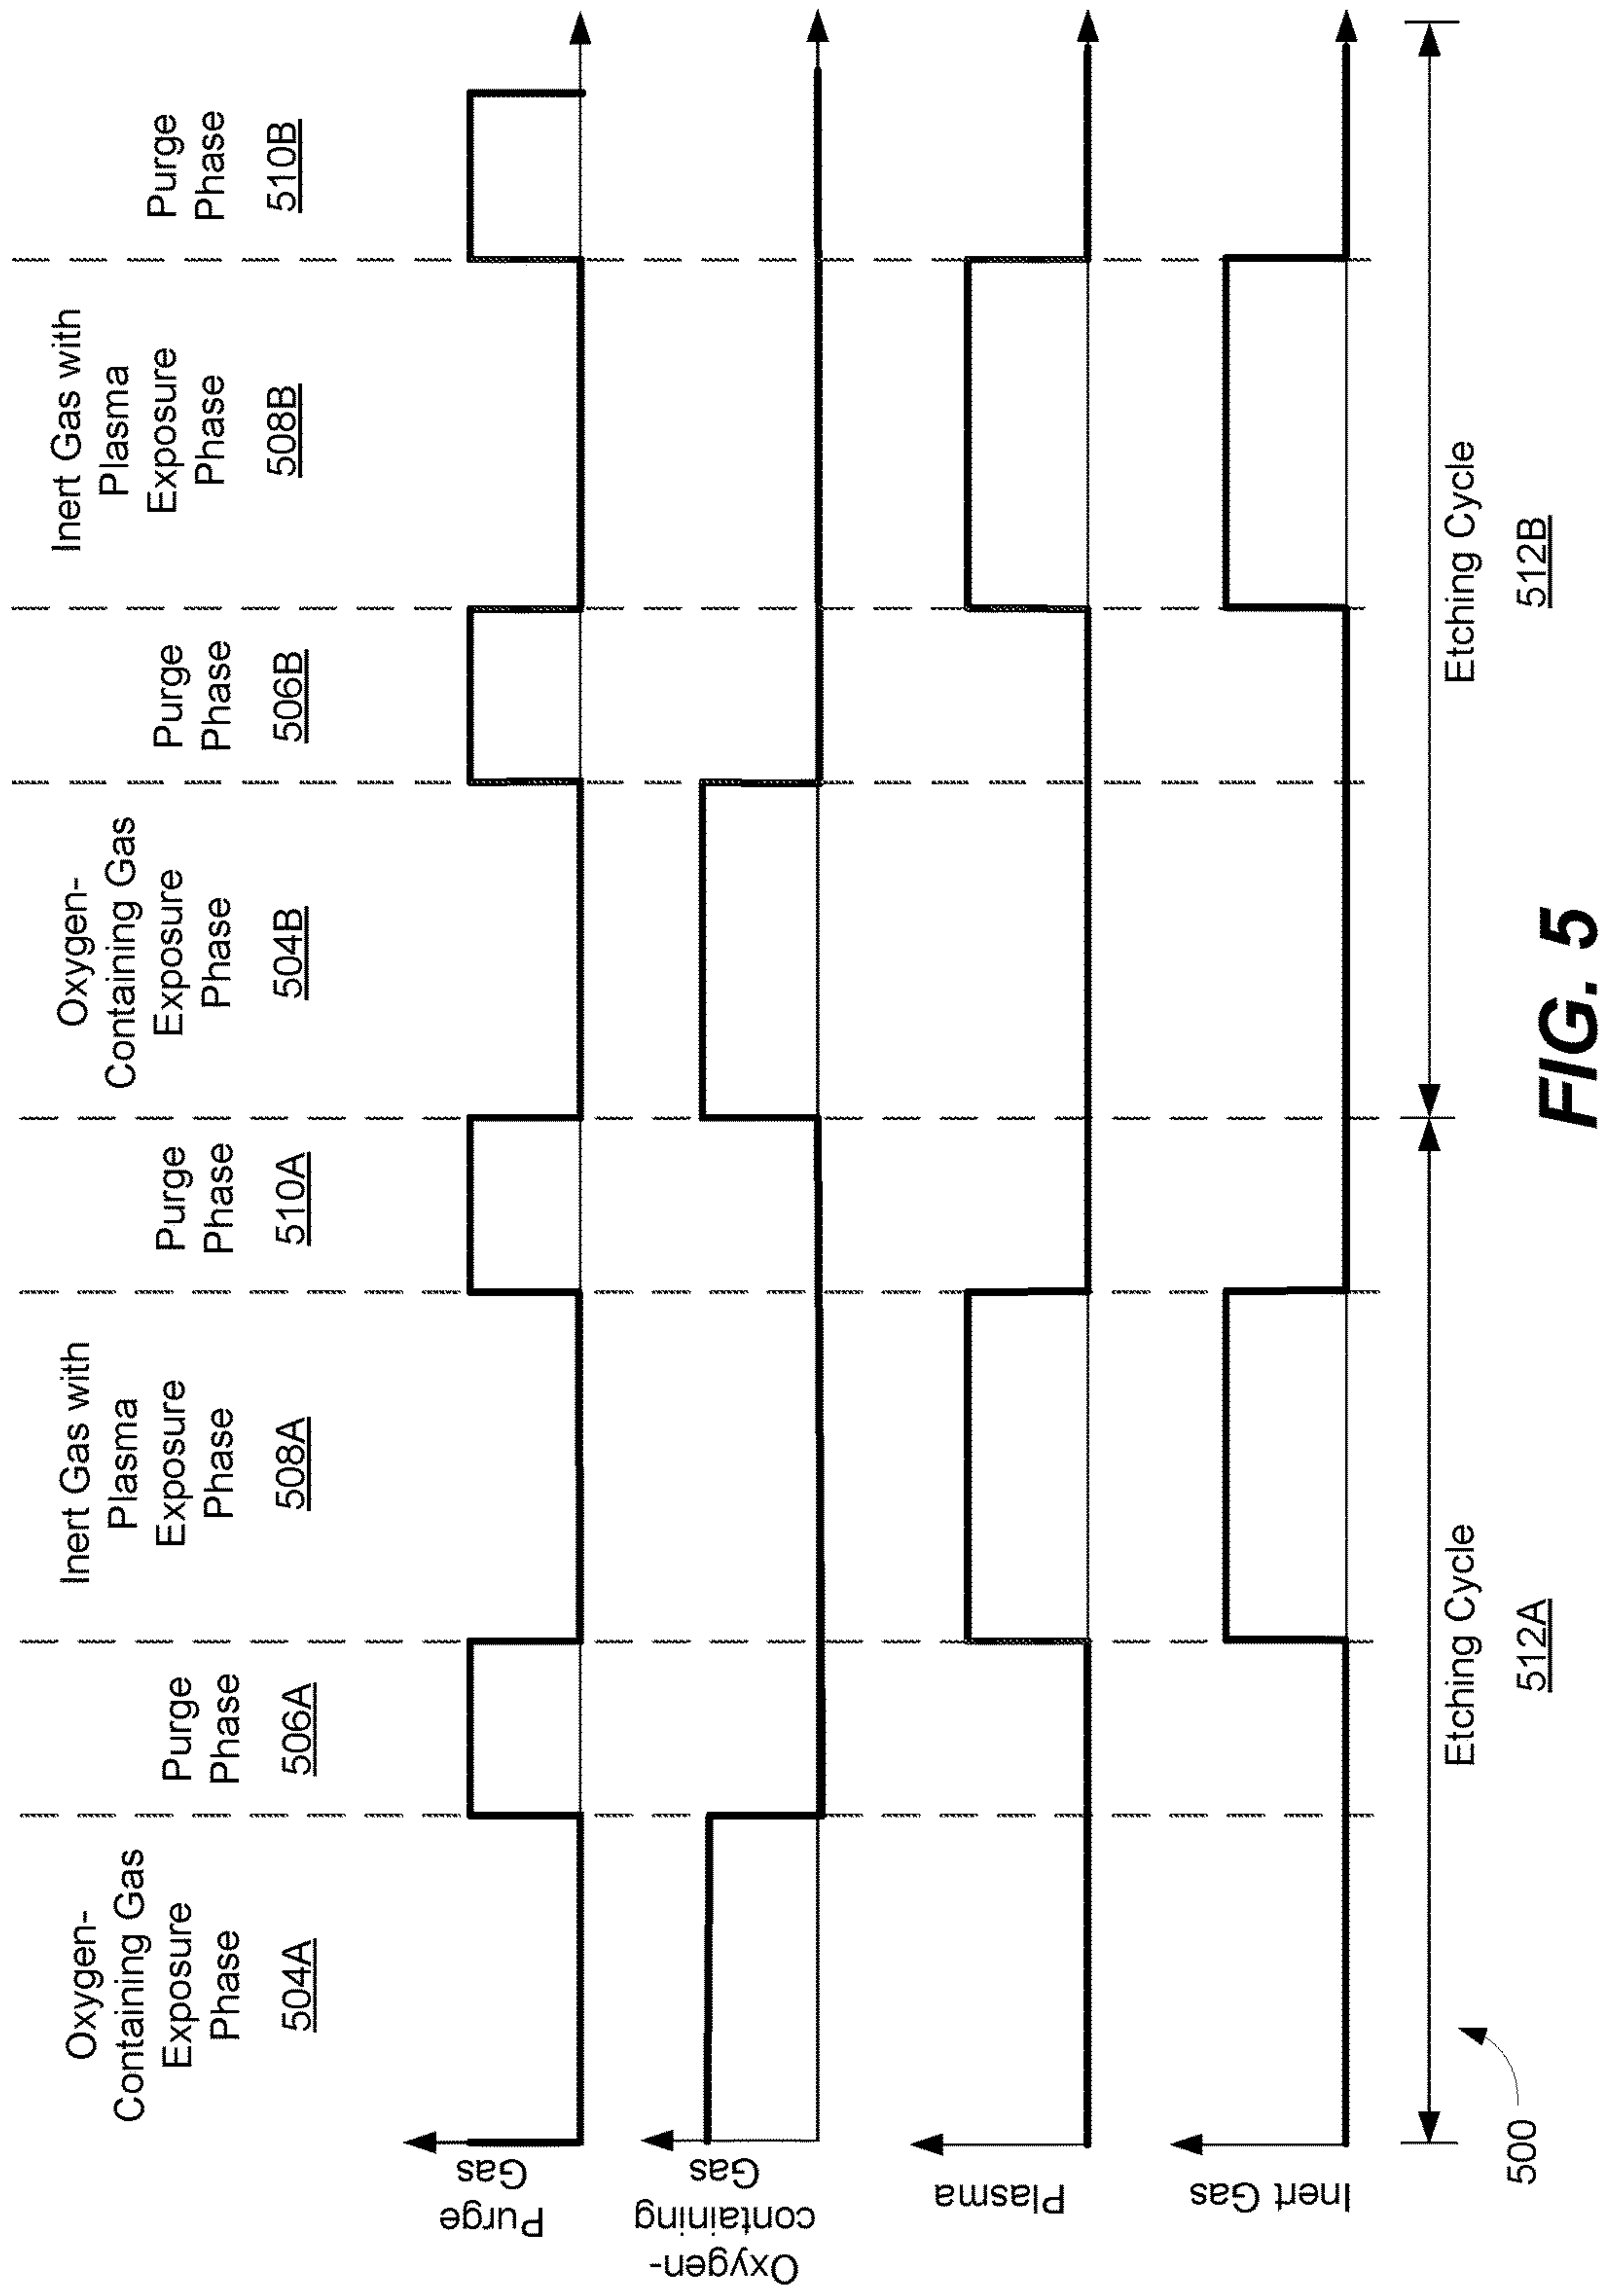 Oxygen-
Containing Gas
Exposure
Phase
504A
Purge
Phase
506A
Inert Gas with
Plasma
Exposure
Phase
508A
Purge
Phase
510A
Oxygen-
Containing Gas
Exposure
Phase
504B
Purge
Phase
506B
Inert Gas with
Plasma
Exposure
Phase
508B
Purge
Phase
510B
Purge
Gas
Oxygen-
containing
Gas
Plasma
Inert Gas
Etching Cycle
512A
Etching Cycle
512B
500
FIG. 5